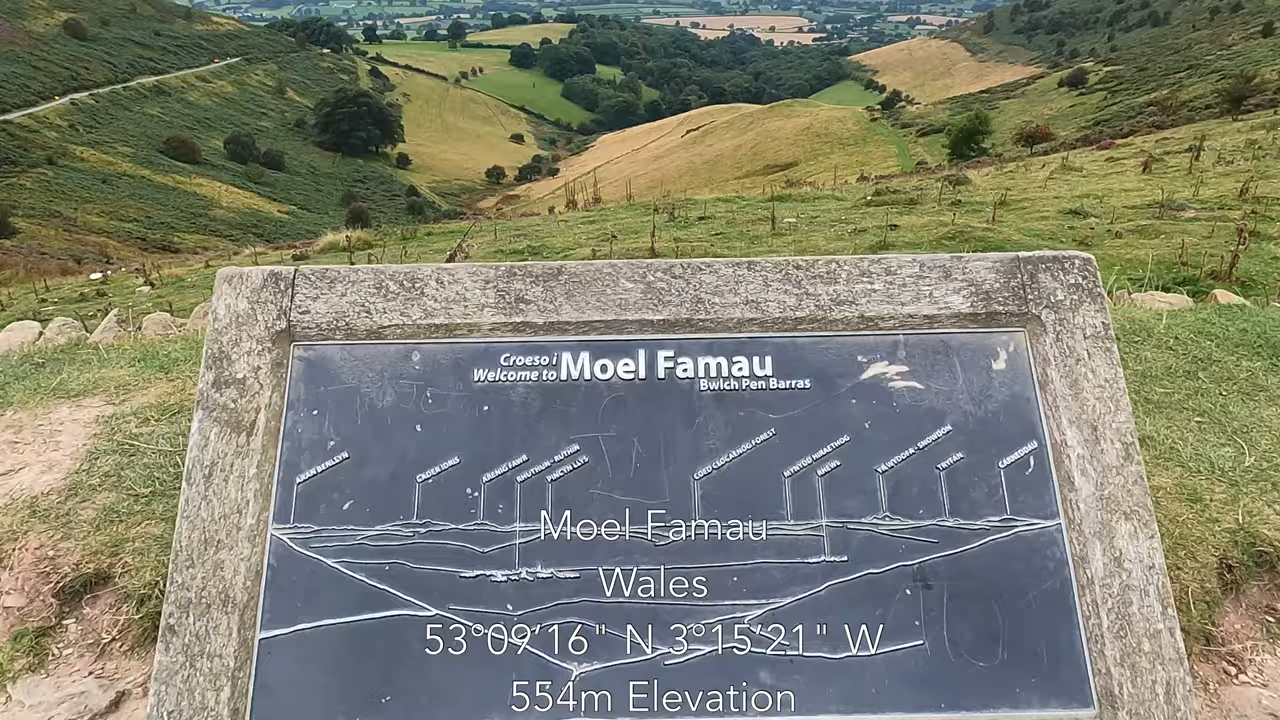 Croeso i
Welcome to Moel Famau
Bwlch Pen Barras
ARAN BENLLYN
CADER IDRIS
ARENIG FAWR
RHUTHUN - RUTHIN
PINCYN LLYS
COED CLOCAENOG FOREST
MYNYDD HIRAETHOG
RHEWL
YR WYDDFA - SNOWDON
TRYFAN
CARNEDDAU
Moel Famau
Wales
53°09'16" N 3°15'21" W
554m Elevation